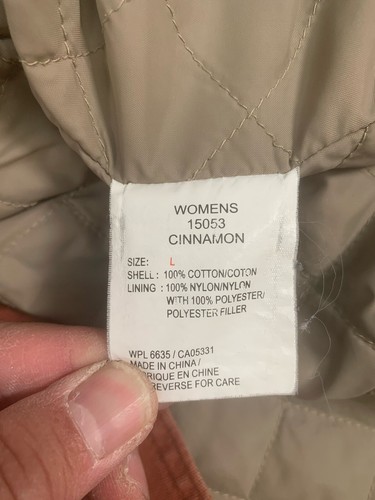 WOMENS
15053
CINNAMON
SIZE: L
SHELL : 100% COTTON/COTON
LINING : 100% NYLON/NYLON
WITH 100% POLYESTER/
POLYESTER FILLER
WPL 6635 / CA05331
MADE IN CHINA /
RIQUE EN CHINE
REVERSE FOR CARE